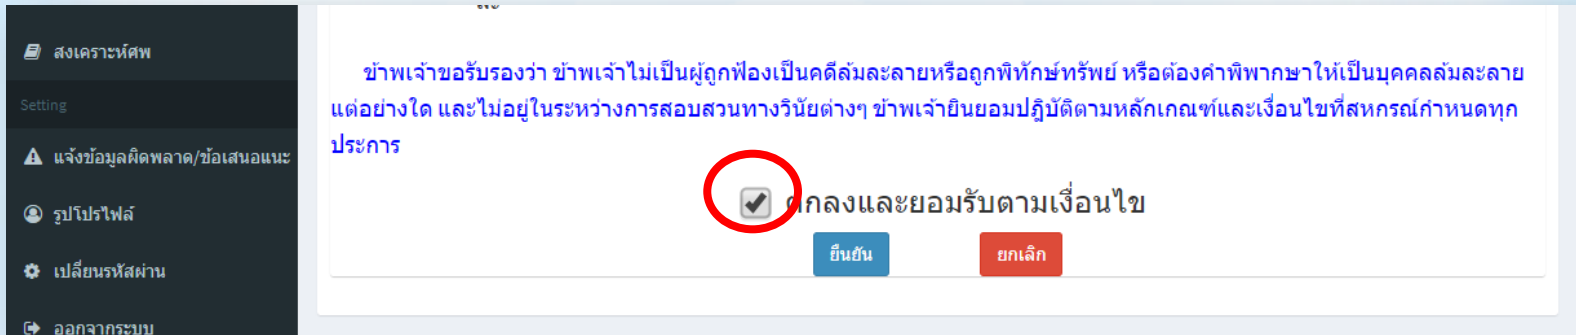 สงเคราะห์ศพ
Setting
แจ้งข้อมูลผิดพลาด/ข้อเสนอแนะ
รูปโปรไฟล์
เปลี่ยนรหัสผ่าน
ออกจากระบบ
ข้าพเจ้าขอรับรองว่า ข้าพเจ้าไม่เป็นผู้ถูกฟ้องเป็นคดีล้มละลายหรือถูกพิทักษ์ทรัพย์ หรือต้องคำพิพากษาให้เป็นบุคคลล้มละลาย
แต่อย่างใด และไม่อยู่ในระหว่างการสอบสวนทางวินัยต่างๆ ข้าพเจ้ายินยอมปฏิบัติตามหลักเกณฑ์และเงื่อนไขที่สหกรณ์กำหนดทุก
ประการ
ตกลงและยอมรับตามเงื่อนไข
ยืนยัน ยกเลิก